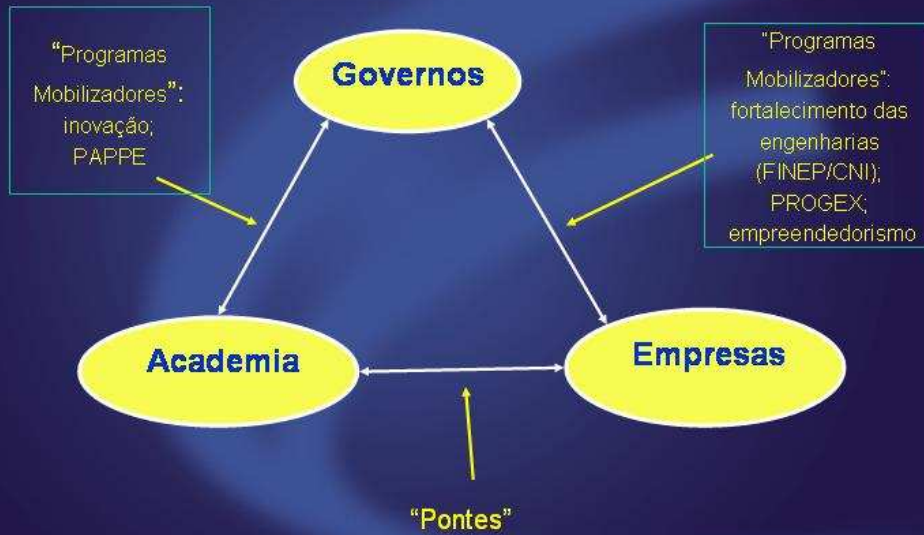 “Programas
Mobilizadores”:
inovação;
PAPPE
Governos
“Programas
Mobilizadores”:
fortalecimento das
engenharias
(FINEP/CNI);
PROGEX;
empreendedorismo
Academia
Empresas
“Pontes”